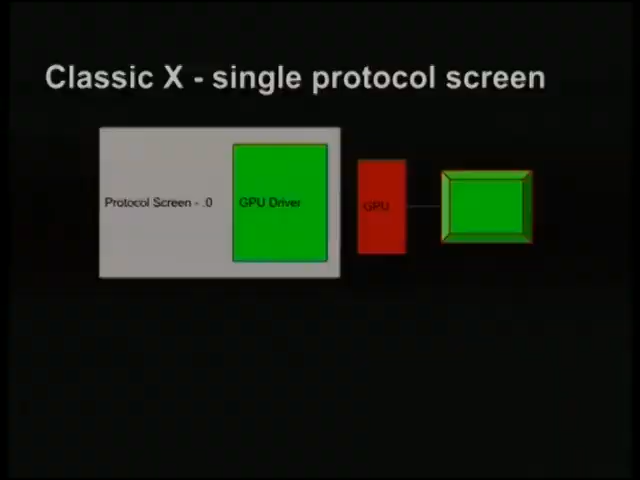 Classic X - single protocol screen
Protocol Screen - .0
GPU Driver
GPU